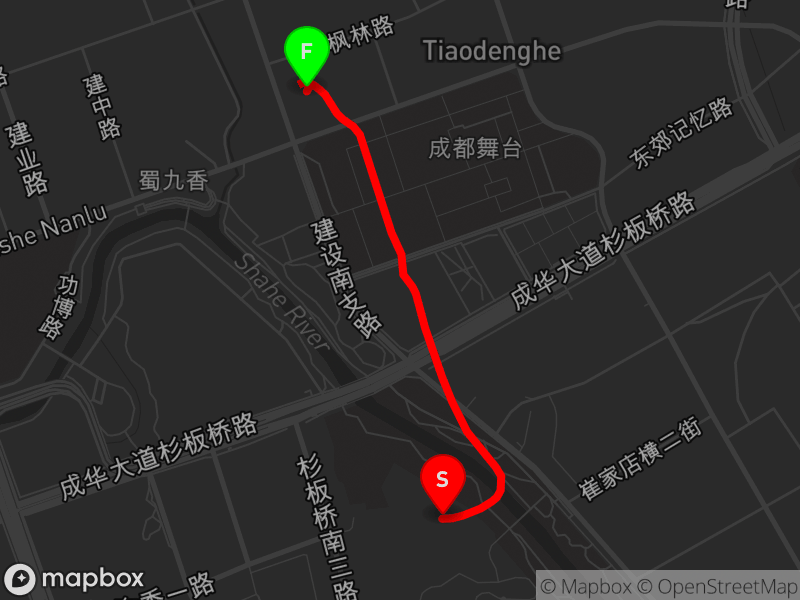 F
枫林路
Tiaodenghe
建中路
建业路
成都舞台
东郊记忆路
蜀九香
she Nanlu
建设南支路
成华大道杉板桥路
功博路
Shahe River
成华大道杉板桥路
杉板桥南三路
崔家店横二街
S
一路
mapbox
© Mapbox © OpenStreetMap